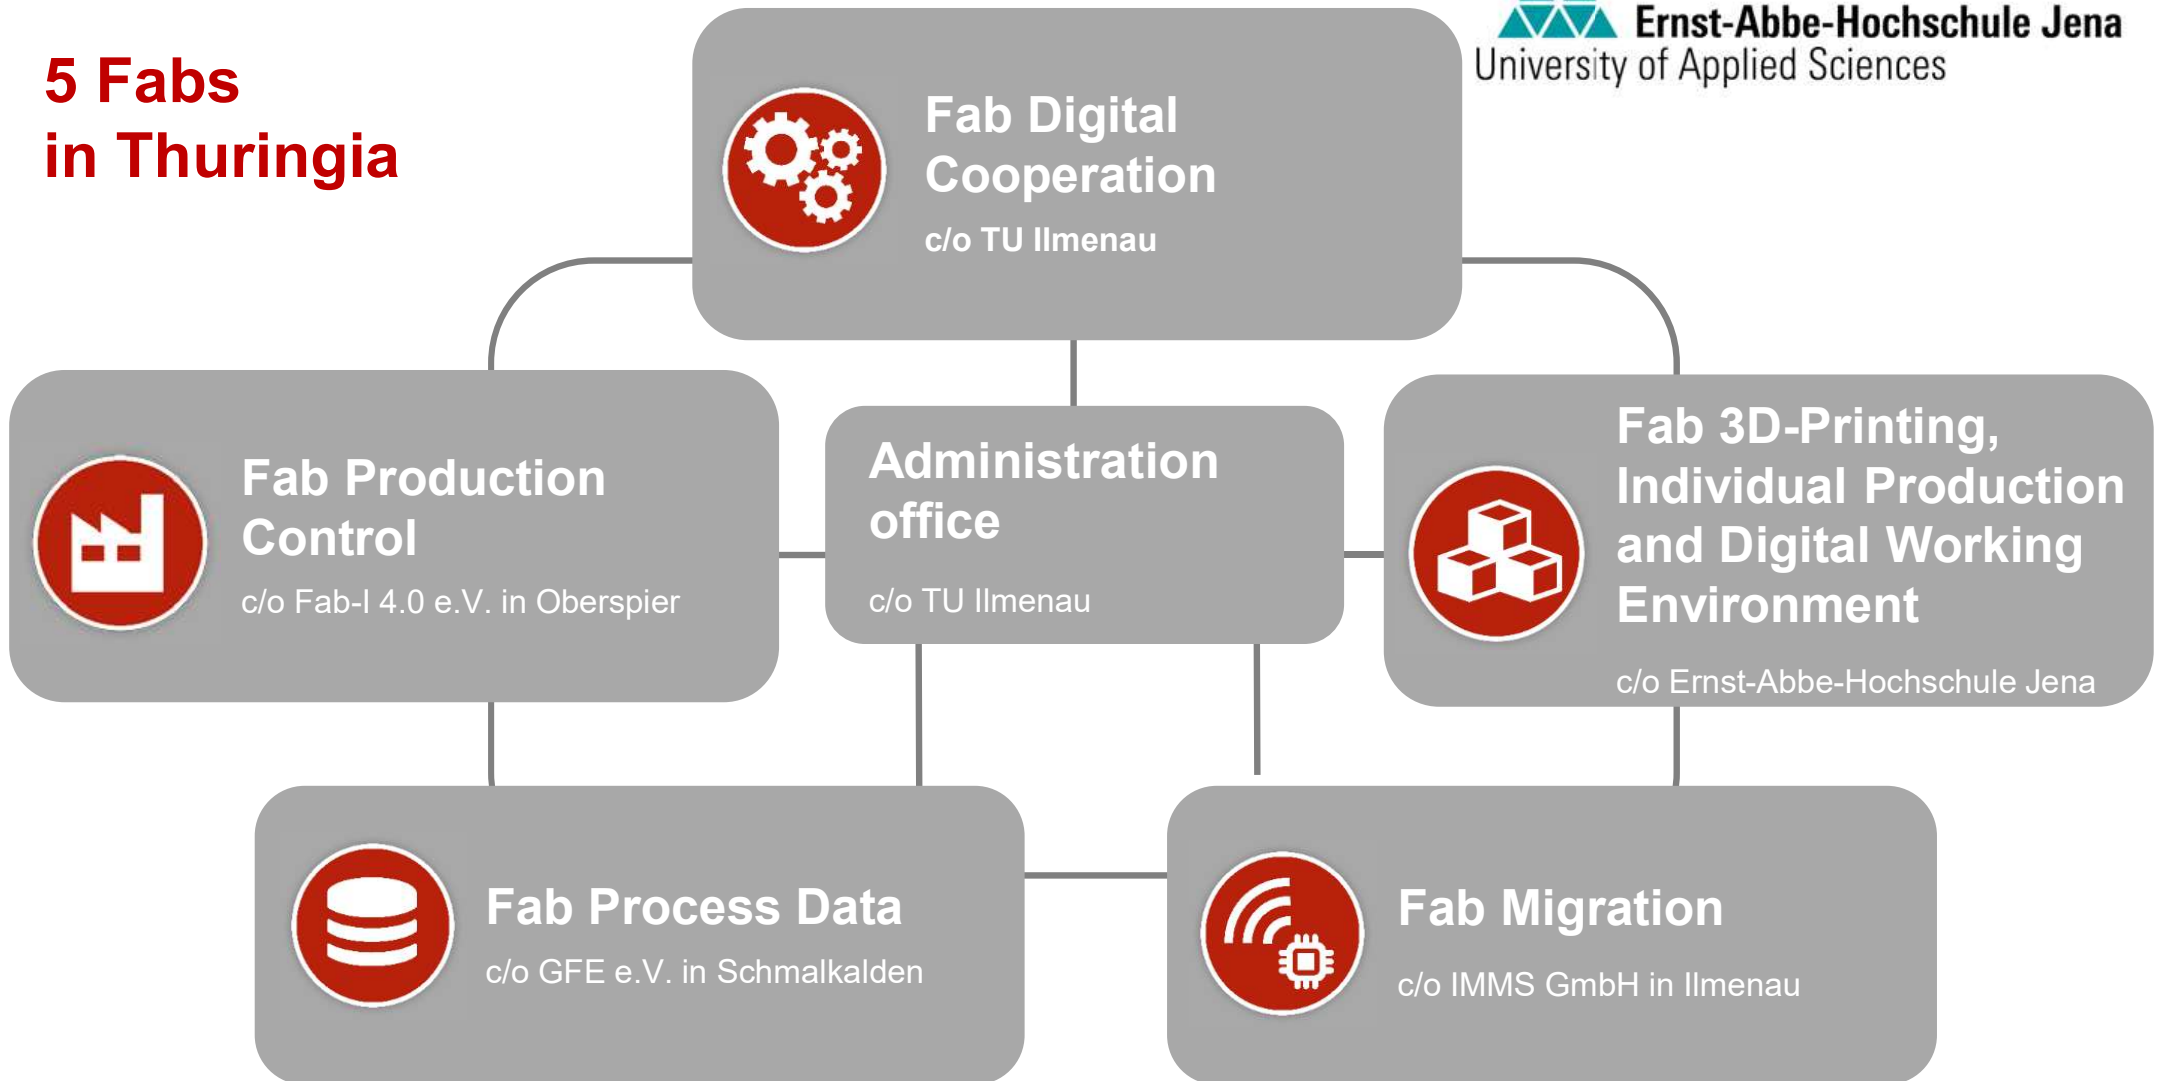 5 Fabs
in Thuringia
Ernst-Abbe-Hochschule Jena
University of Applied Sciences
Fab Digital
Cooperation
c/o TU Ilmenau
Fab Production
Control
c/o Fab-I 4.0 e.V. in Oberspier
Administration
office
c/o TU Ilmenau
Fab 3D-Printing,
Individual Production
and Digital Working
Environment
c/o Ernst-Abbe-Hochschule Jena
Fab Process Data
c/o GFE e.V. in Schmalkalden
Fab Migration
c/o IMMS GmbH in Ilmenau